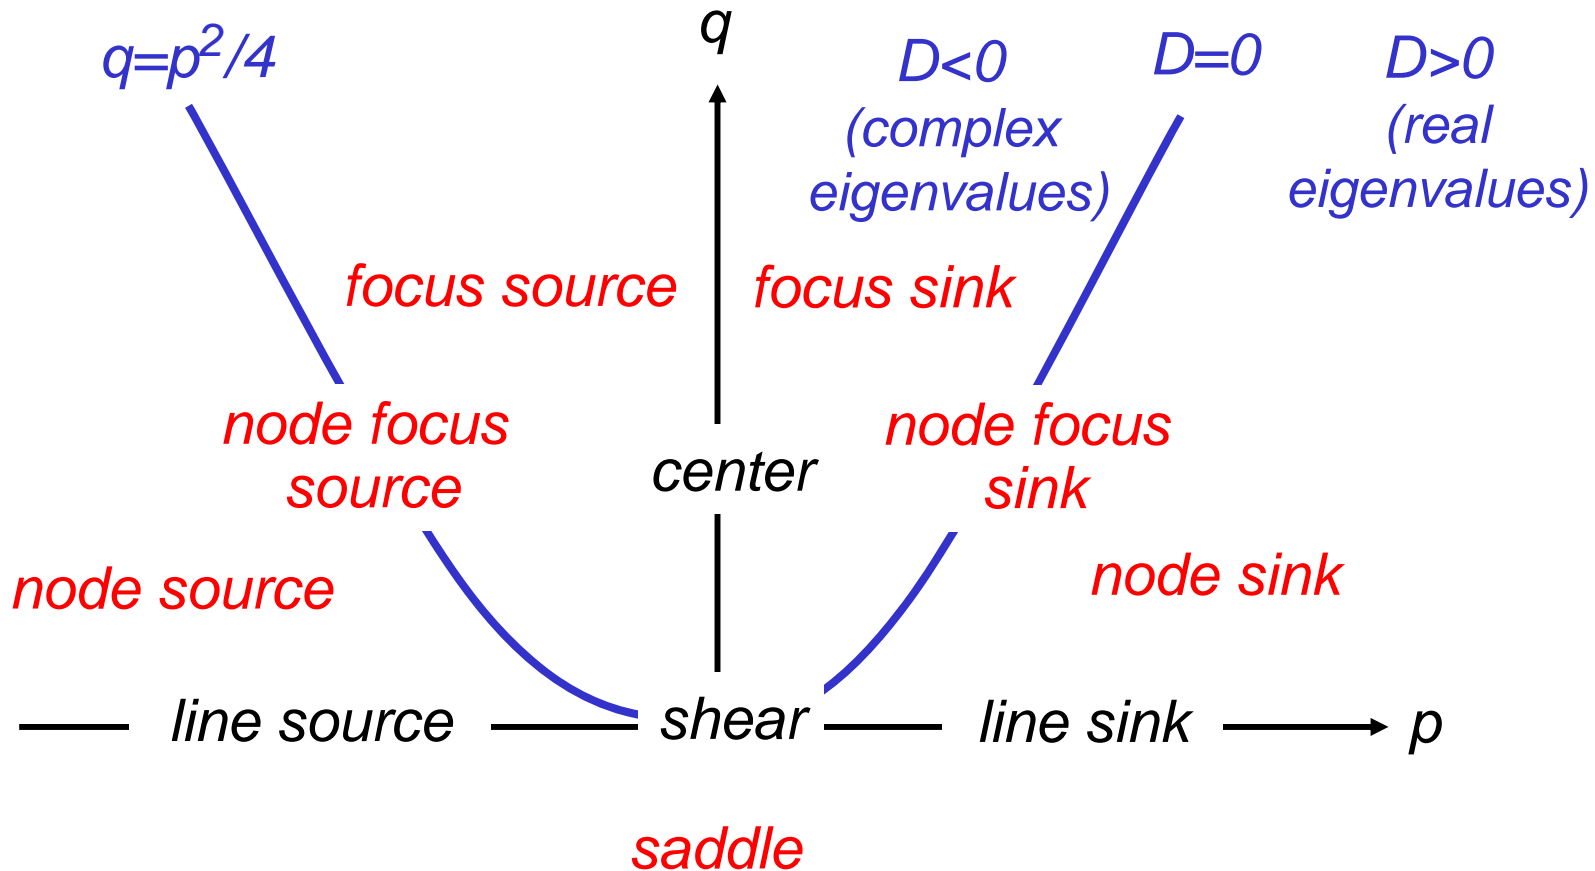 q
q=p²/4
D<0
(complex
eigenvalues)
D=0
D>0
(real
eigenvalues)
focus source
focus sink
node focus
source
center
node focus
sink
node source
node sink
line source
shear
line sink
p
saddle